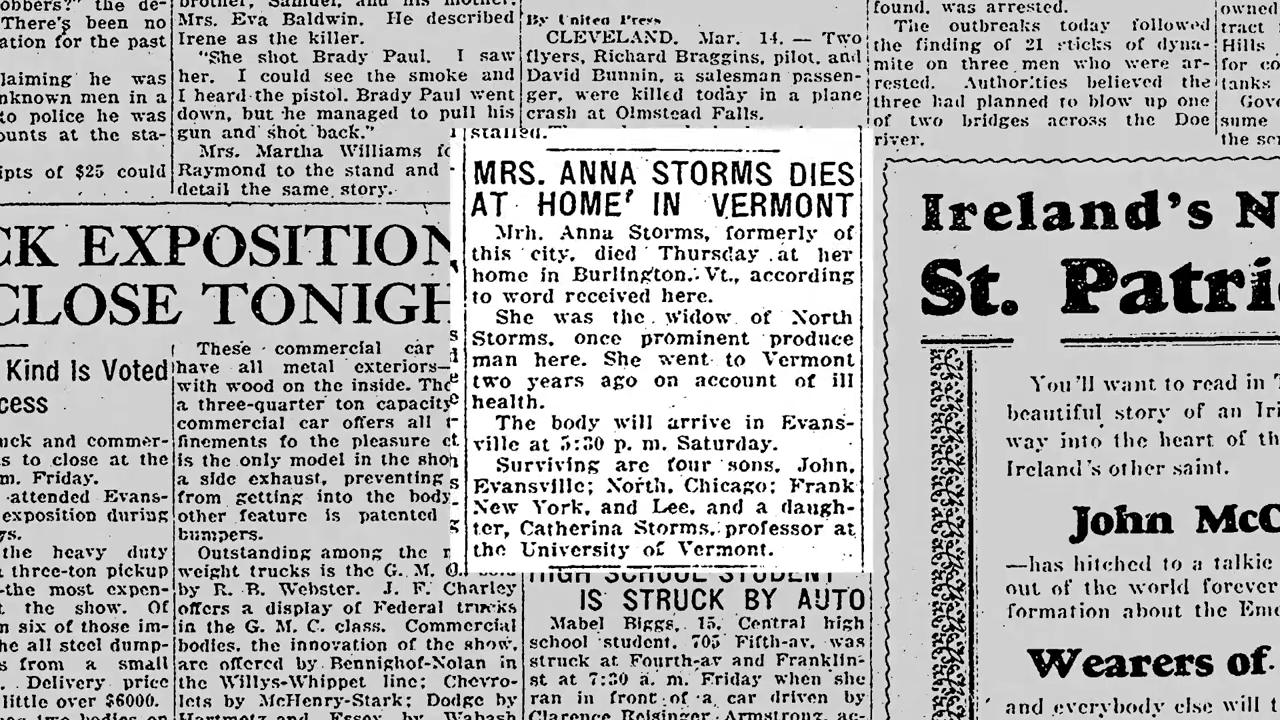 obbers?" the de-
There's been no
ation for the past
laiming he was
nknown men in a
to police he was
ounts at the sta-
ipts of $25 could
brother, Samuel, and his mother,
Mrs. Eva Baldwin. He described
Irene as the killer.
"She shot Brady Paul. I saw
her. I could see the smoke and
I heard the pistol. Brady Paul went
down, but he managed to pull his
gun and shot back."
Mrs. Martha Williams fo
Raymond to the stand and
detail the same story.
By United Press
CLEVELAND, Mar. 14. — Two
flyers, Richard Braggins, pilot, and
David Bunnin, a salesman passen-
ger, were killed today in a plane
crash at Olmstead Falls.
found, was arrested.
The outbreaks today followed
the finding of 21 sticks of dyna-
mite on three men who were ar-
rested. Authorities believed the
three had planned to blow up one
of two bridges across the Doe
river.
owned
tract
Hills
for co
tanks
Gov
sume
the sc
stalled.
MRS. ANNA STORMS DIES
AT HOME' IN VERMONT
Mrh. Anna Storms, formerly of
this city, died Thursday at her
home in Burlington, Vt., according
to word received here.
She was the widow of North
Storms, once prominent produce
man here. She went to Vermont
two years ago on account of ill
health.
The body will arrive in Evans-
ville at 5:30 p. m. Saturday.
Surviving are four sons, John,
Evansville; North, Chicago; Frank
New York, and Lee, and a daugh-
ter, Catherina Storms, professor at
the University of Vermont.
CK EXPOSITION
CLOSE TONIGH
Kind Is Voted
cess
uck and commer-
s to close at the
m. Friday.
attended Evans-
exposition during
ys.
the heavy duty
three-ton pickup
-the most expen-
t the show. Of
n six of those im-
he all steel dump-
s from a small
. Delivery price
little over $6000.
These commercial car
have all metal exteriors—
with wood on the inside. The
a three-quarter ton capacity
commercial car offers all t
finements fo the pleasure c
is the only model in the sho
a side exhaust, preventing
from getting into the body
other feature is patented
bumpers.
Outstanding among the
weight trucks is the G. M. C.
by R. B. Webster. J. F. Charley
offers a display of Federal trucks
in the G. M. C. class. Commercial
bodies, the innovation of the show,
are offered by Bennighof-Nolan in
the Willys-Whippet line; Chevro-
lets by McHenry-Stark; Dodge by
Hartmetz and Essex by Wabash
HIGH SCHOOL STUDENT
IS STRUCK BY AUTO
Mabel Biggs, 15, Central high
school student, 705 Fifth-av, was
struck at Fourth-av and Franklin-
st at 7:30 a. m. Friday when she
ran in front of a car driven by
Clarence Reisinger, Armstrong, ac-
Ireland's N
St. Patri
You'll want to read in T
beautiful story of an Iri
way into the heart of th
Ireland's other saint.
John McC
—has hitched to a talkie
out of the world forever
formation about the Eme
Wearers of
and everybody else will t